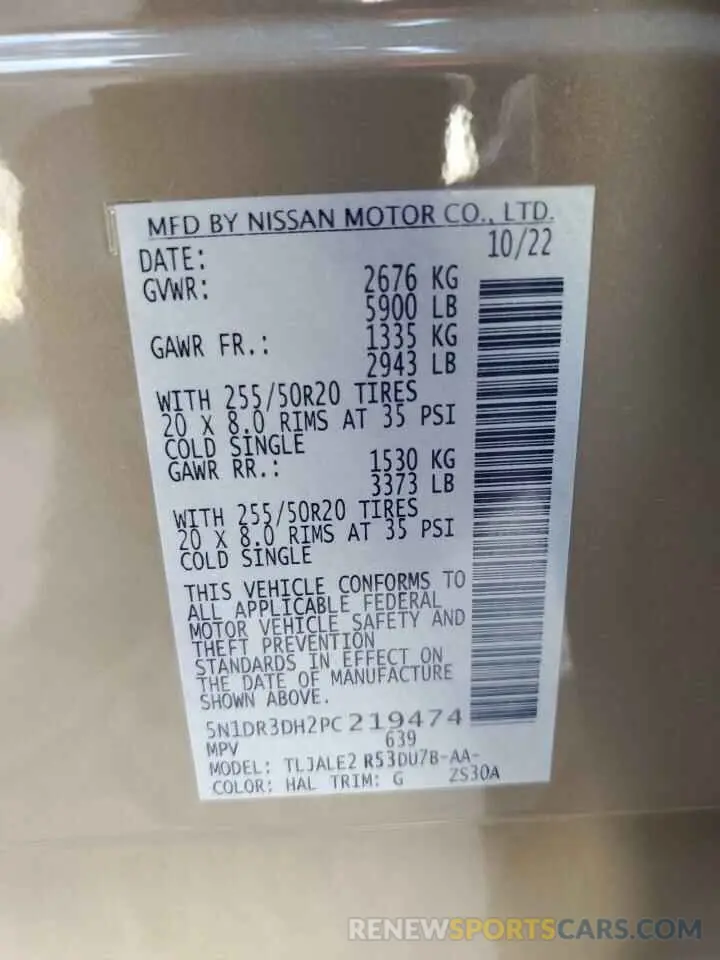 MFD BY NISSAN MOTOR CO., LTD.
DATE: 10/22
GVWR: 2676 KG
5900 LB
GAWR FR.: 1335 KG
2943 LB
WITH 255/50R20 TIRES
20 X 8.0 RIMS AT 35 PSI
COLD SINGLE
GAWR RR.: 1530 KG
3373 LB
WITH 255/50R20 TIRES
20 X 8.0 RIMS AT 35 PSI
COLD SINGLE
THIS VEHICLE CONFORMS TO
ALL APPLICABLE FEDERAL
MOTOR VEHICLE SAFETY AND
THEFT PREVENTION
STANDARDS IN EFFECT ON
THE DATE OF MANUFACTURE
SHOWN ABOVE.
5N1DR3DH2PC219474
MPV 639
MODEL: TLJALE2 R53DU7B-AA-
COLOR: HAL TRIM: G ZS30A
RENEWSPORTSCARS.COM